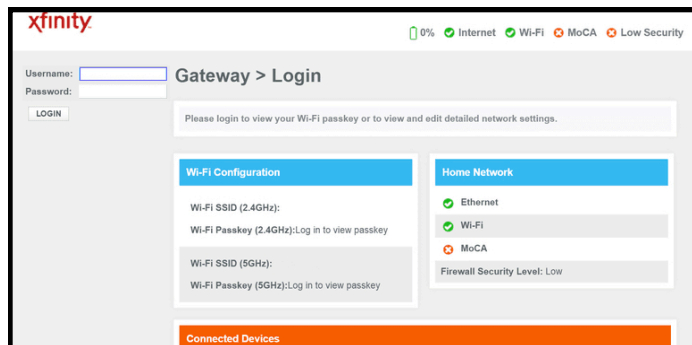 xfinity
0% Internet Wi-Fi MoCA Low Security
Username:
Password:
LOGIN
Gateway > Login
Please login to view your Wi-Fi passkey or to view and edit detailed network settings.
Wi-Fi Configuration
Wi-Fi SSID (2.4GHz):
Wi-Fi Passkey (2.4GHz):Log in to view passkey
Wi-Fi SSID (5GHz):
Wi-Fi Passkey (5GHz):Log in to view passkey
Home Network
Ethernet
Wi-Fi
MoCA
Firewall Security Level: Low
Connected Devices